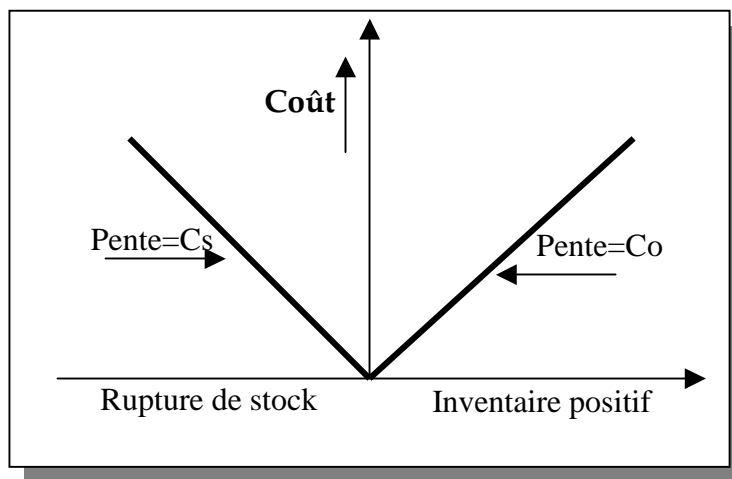 Coût
Pente=Cs
Pente=Co
Rupture de stock
Inventaire positif